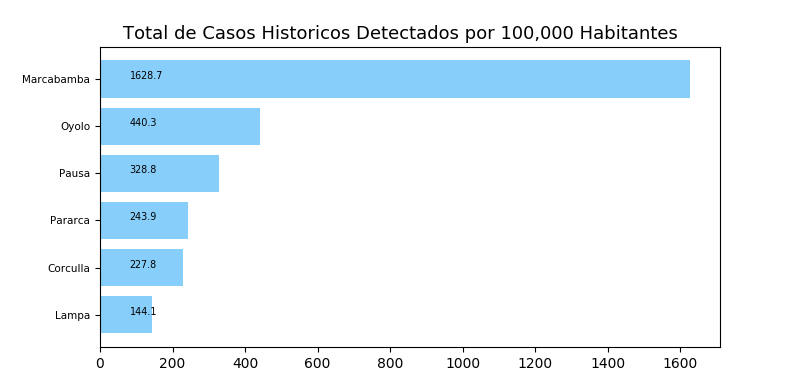 Total de Casos Historicos Detectados por 100,000 Habitantes
Marcabamba 1628.7
Oyolo 440.3
Pausa 328.8
Pararca 243.9
Corculla 227.8
Lampa 144.1
0 200 400 600 800 1000 1200 1400 1600